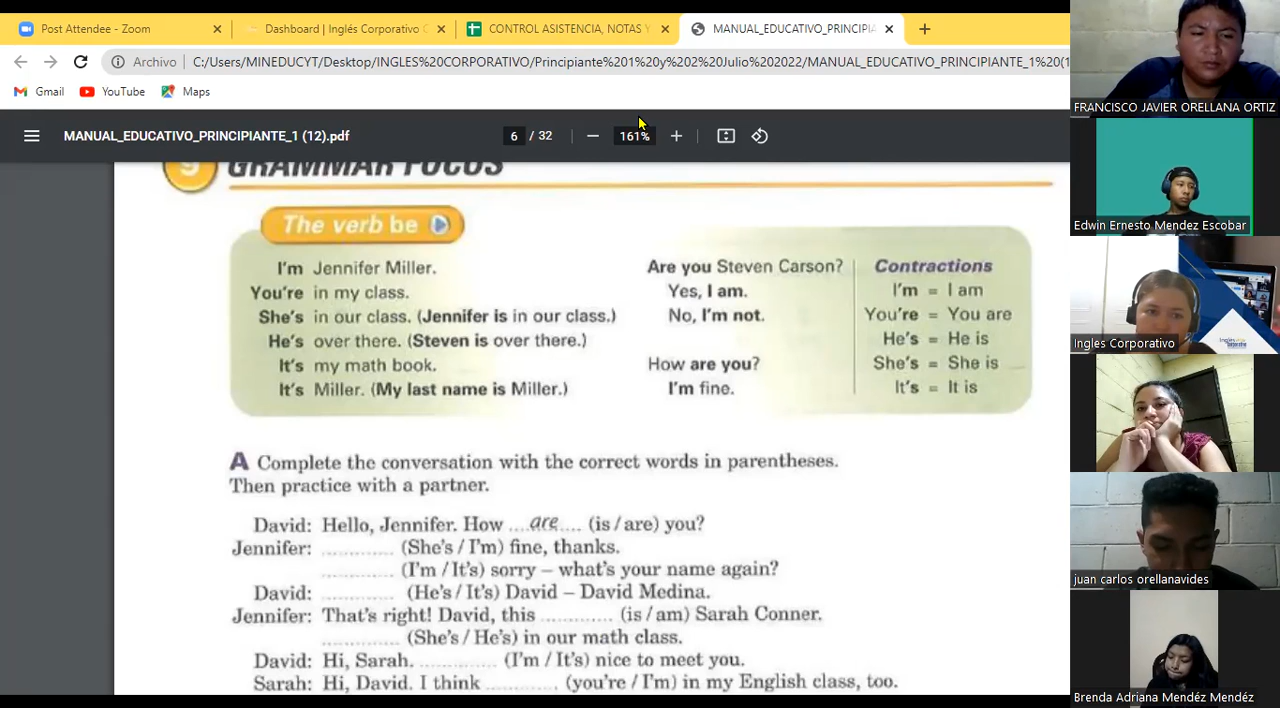 Post Attendee - Zoom
Dashboard | Inglés Corporativo
CONTROL ASISTENCIA, NOTAS Y
MANUAL_EDUCATIVO_PRINCIPIA
Archivo
C:/Users/MINEDUCYT/Desktop/INGLES%20CORPORATIVO/Principiante%201%20y%202%20Julio%202022/MANUAL_EDUCATIVO_PRINCIPIANTE_1%20(1
Gmail
YouTube
Maps
MANUAL_EDUCATIVO_PRINCIPIANTE_1 (12).pdf
6 / 32
161%
9 GRAMMAR FOCUS
The verb be
I'm Jennifer Miller.
You're in my class.
She's in our class. (Jennifer is in our class.)
He's over there. (Steven is over there.)
It's my math book.
It's Miller. (My last name is Miller.)
Are you Steven Carson?
Yes, I am.
No, I'm not.
How are you?
I'm fine.
Contractions
I'm = I am
You're = You are
He's = He is
She's = She is
It's = It is
A Complete the conversation with the correct words in parentheses.
Then practice with a partner.
David: Hello, Jennifer. How ....are.... (is / are) you?
Jennifer: ............ (She's / I'm) fine, thanks.
............ (I'm / It's) sorry – what's your name again?
David: ............ (He's / It's) David – David Medina.
Jennifer: That's right! David, this ............ (is / am) Sarah Conner.
............ (She's / He's) in our math class.
David: Hi, Sarah. ............ (I'm / It's) nice to meet you.
Sarah: Hi, David. I think ............ (you're / I'm) in my English class, too.
FRANCISCO JAVIER ORELLANA ORTIZ
Edwin Ernesto Mendez Escobar
Ingles Corporativo
juan carlos orellanavides
Brenda Adriana Mendéz Mendéz